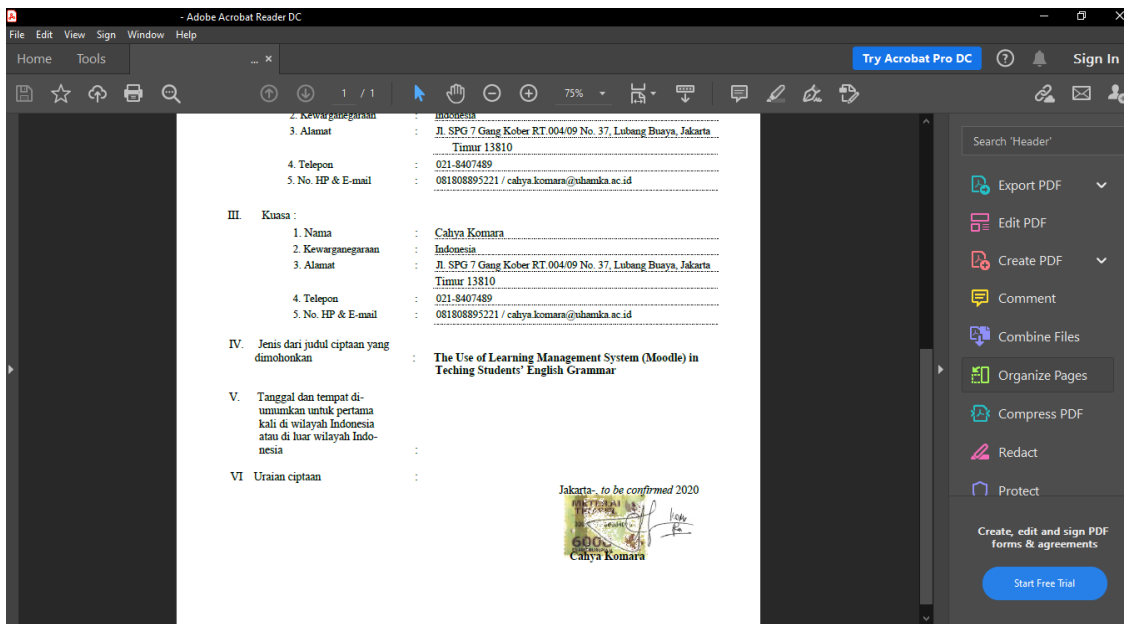 - Adobe Acrobat Reader DC
File Edit View Sign Window Help
Home Tools ... × Try Acrobat Pro DC ? Sign In
1 / 1 75%
2. Kewarganegaraan : Indonesia
3. Alamat : Jl. SPG 7 Gang Kober RT.004/09 No. 37, Lubang Buaya, Jakarta
Timur 13810
4. Telepon : 021-8407489
5. No. HP & E-mail : 081808895221 / cahya.komara@uhamka.ac.id
III. Kuasa :
1. Nama : Cahya Komara
2. Kewarganegaraan : Indonesia
3. Alamat : Jl. SPG 7 Gang Kober RT.004/09 No. 37, Lubang Buaya, Jakarta
Timur 13810
4. Telepon : 021-8407489
5. No. HP & E-mail : 081808895221 / cahya.komara@uhamka.ac.id
IV. Jenis dari judul ciptaan yang
dimohonkan : The Use of Learning Management System (Moodle) in
Teching Students' English Grammar
V. Tanggal dan tempat di-
umumkan untuk pertama
kali di wilayah Indonesia
atau di luar wilayah Indo-
nesia :
VI Uraian ciptaan :
Jakarta-, to be confirmed 2020
METERAI
TEMPEL
6000
Cahya Komara
Search 'Header'
Export PDF
Edit PDF
Create PDF
Comment
Combine Files
Organize Pages
Compress PDF
Redact
Protect
Create, edit and sign PDF
forms & agreements
Start Free Trial